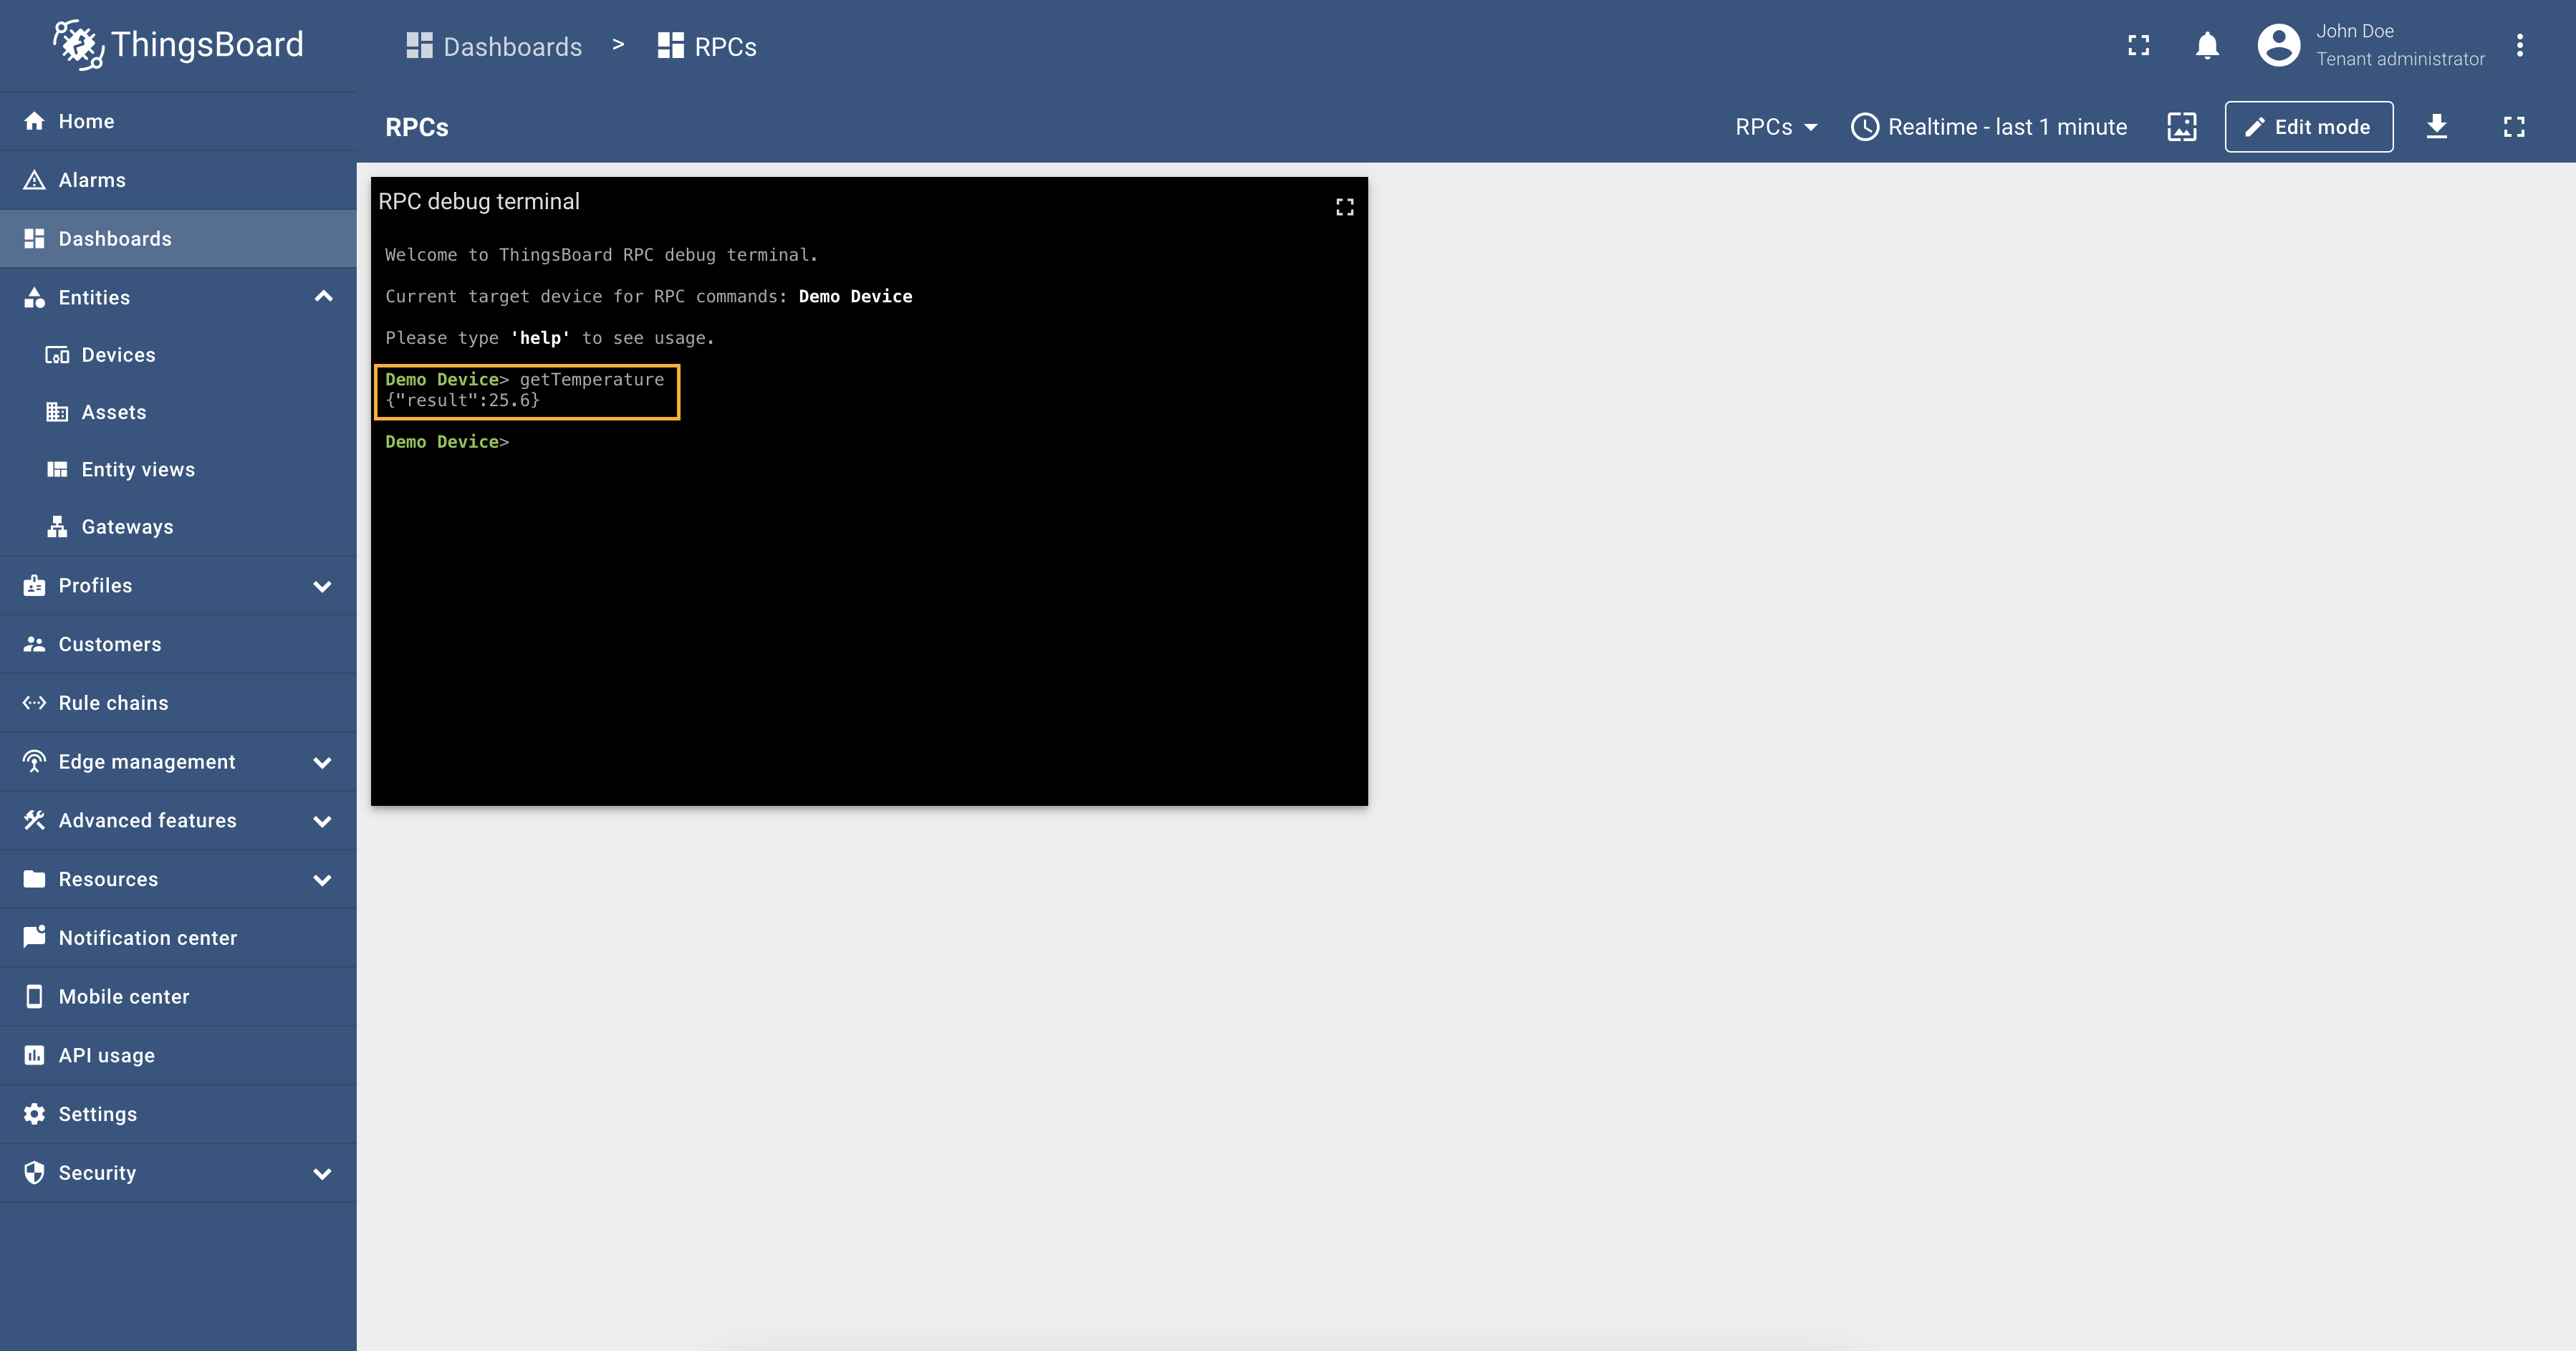 ThingsBoard
Dashboards > RPCs
John Doe
Tenant administrator
RPCs
RPCs
Realtime - last 1 minute
Edit mode
Home
Alarms
Dashboards
Entities
Devices
Assets
Entity views
Gateways
Profiles
Customers
Rule chains
Edge management
Advanced features
Resources
Notification center
Mobile center
API usage
Settings
Security
RPC debug terminal
Welcome to ThingsBoard RPC debug terminal.
Current target device for RPC commands: Demo Device
Please type 'help' to see usage.
Demo Device> getTemperature
{"result":25.6}
Demo Device>